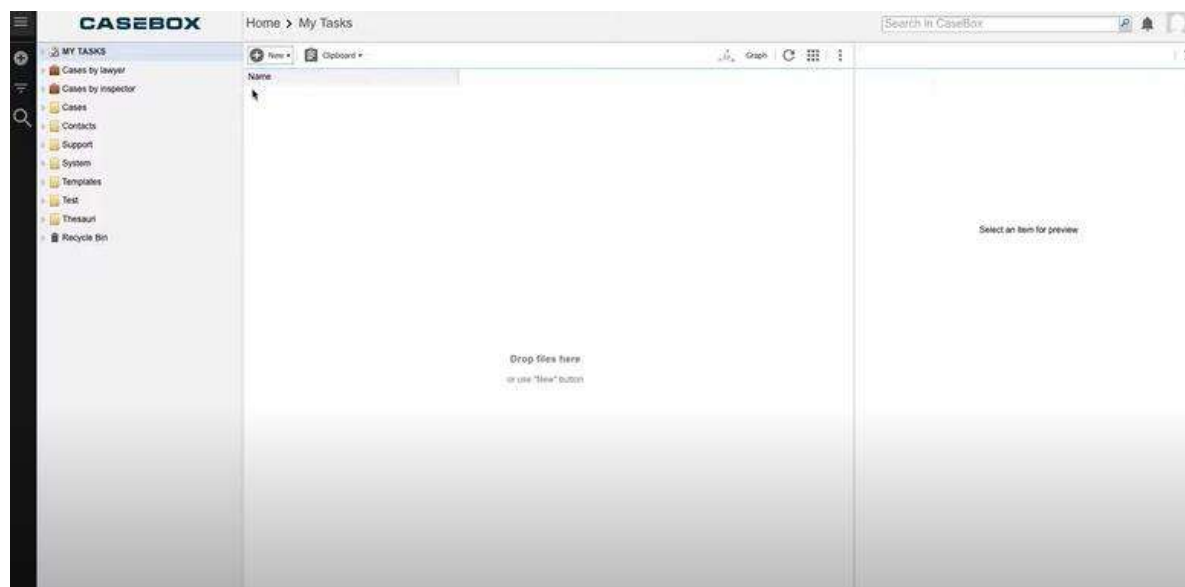 CASEBOX
Home > My Tasks
Search in CaseBox
MY TASKS
Cases by lawyer
Cases by inspector
Cases
Contacts
Support
System
Templates
Test
Thesauri
Recycle Bin
New
Clipboard
Graph
Name
Drop files here
or use "New" button
Select an item for preview